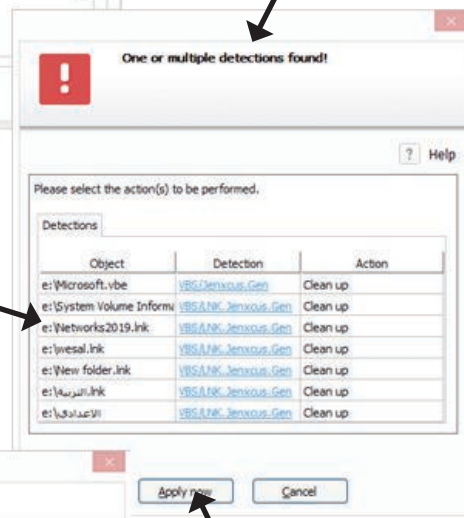 One or multiple detections found!
? Help
Please select the action(s) to be performed.
Detections
Object Detection Action
e:\Microsoft.vbe VBS/Jenxcus.Gen Clean up
e:\System Volume Informa VBS/LNK.Jenxcus.Gen Clean up
e:\Networks2019.lnk VBS/LNK.Jenxcus.Gen Clean up
e:\wesal.lnk VBS/LNK.Jenxcus.Gen Clean up
e:\New folder.lnk VBS/LNK.Jenxcus.Gen Clean up
e:\التربية.lnk VBS/LNK.Jenxcus.Gen Clean up
e:\الاعدادى VBS/LNK.Jenxcus.Gen Clean up
Apply now Cancel